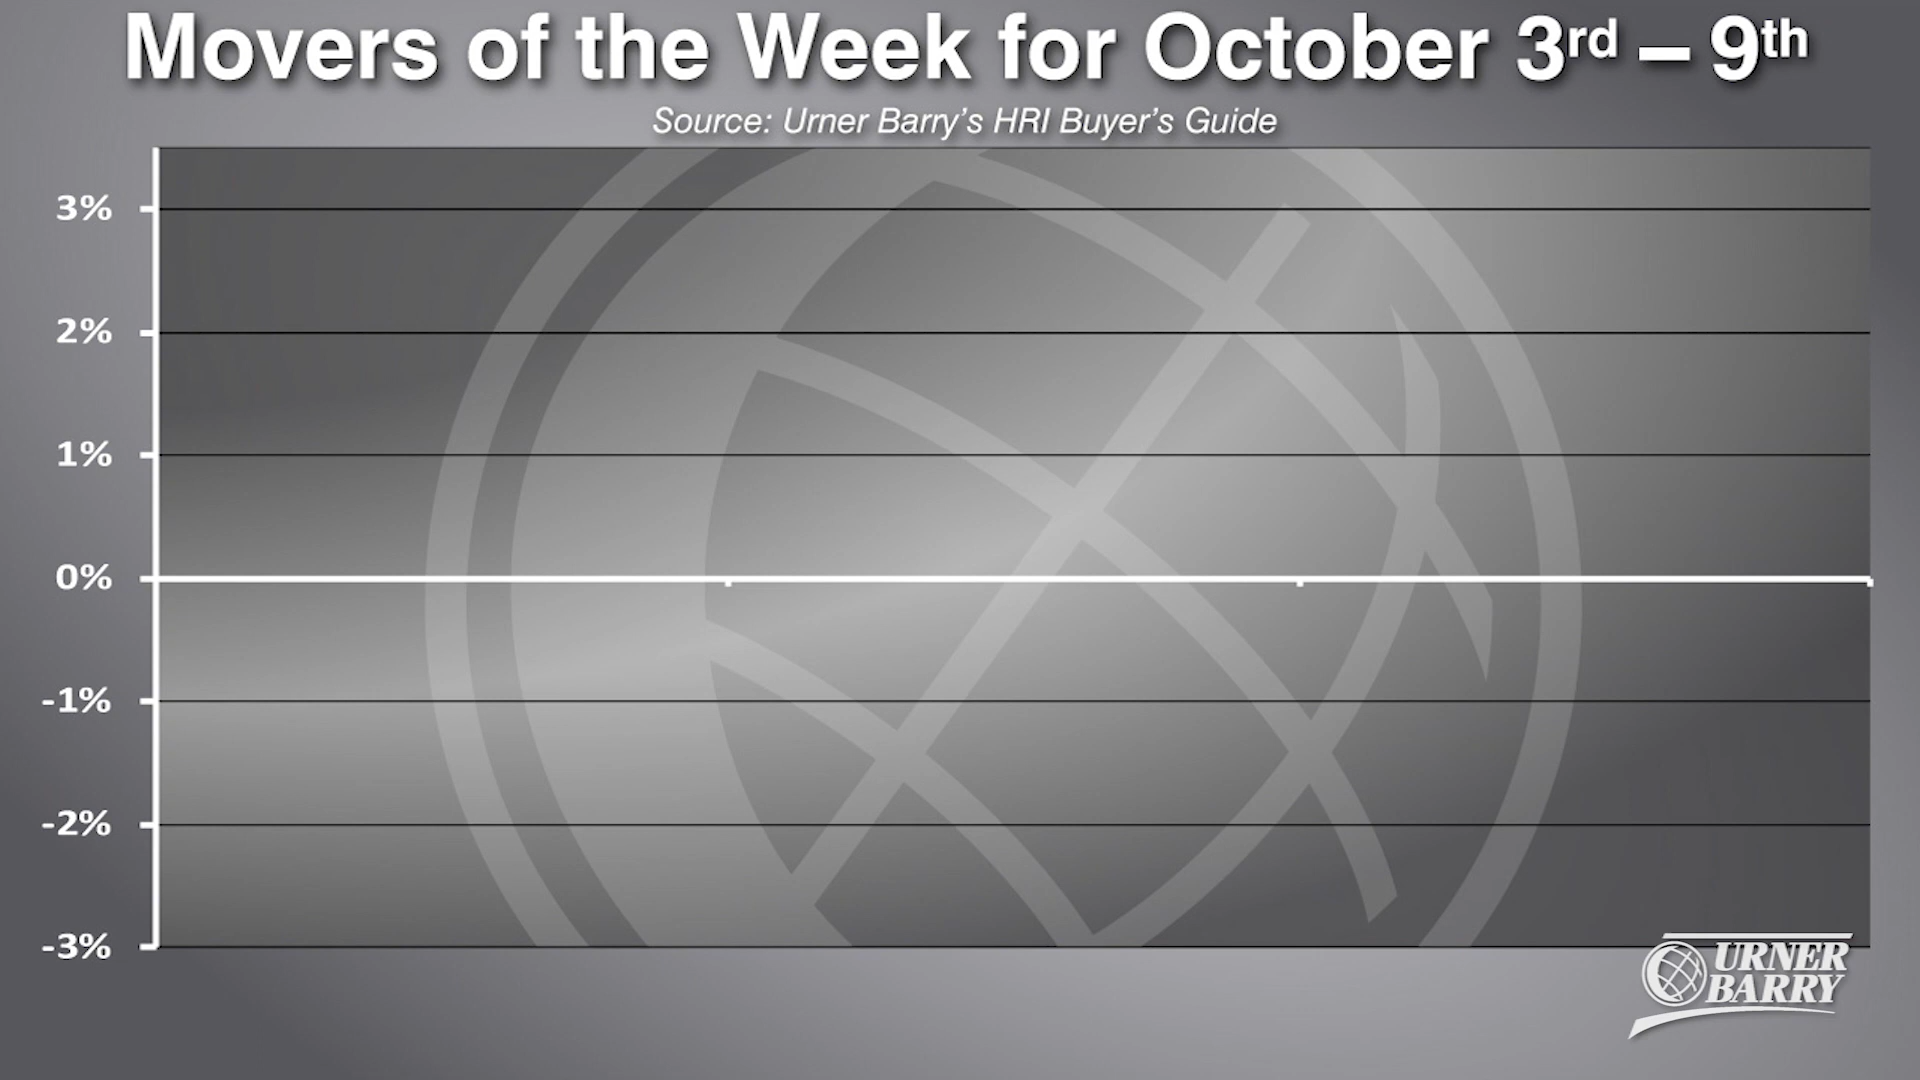 Movers of the Week for October 3rd – 9th
Source: Urner Barry's HRI Buyer's Guide
3%
2%
1%
0%
-1%
-2%
-3%
URNER
BARRY